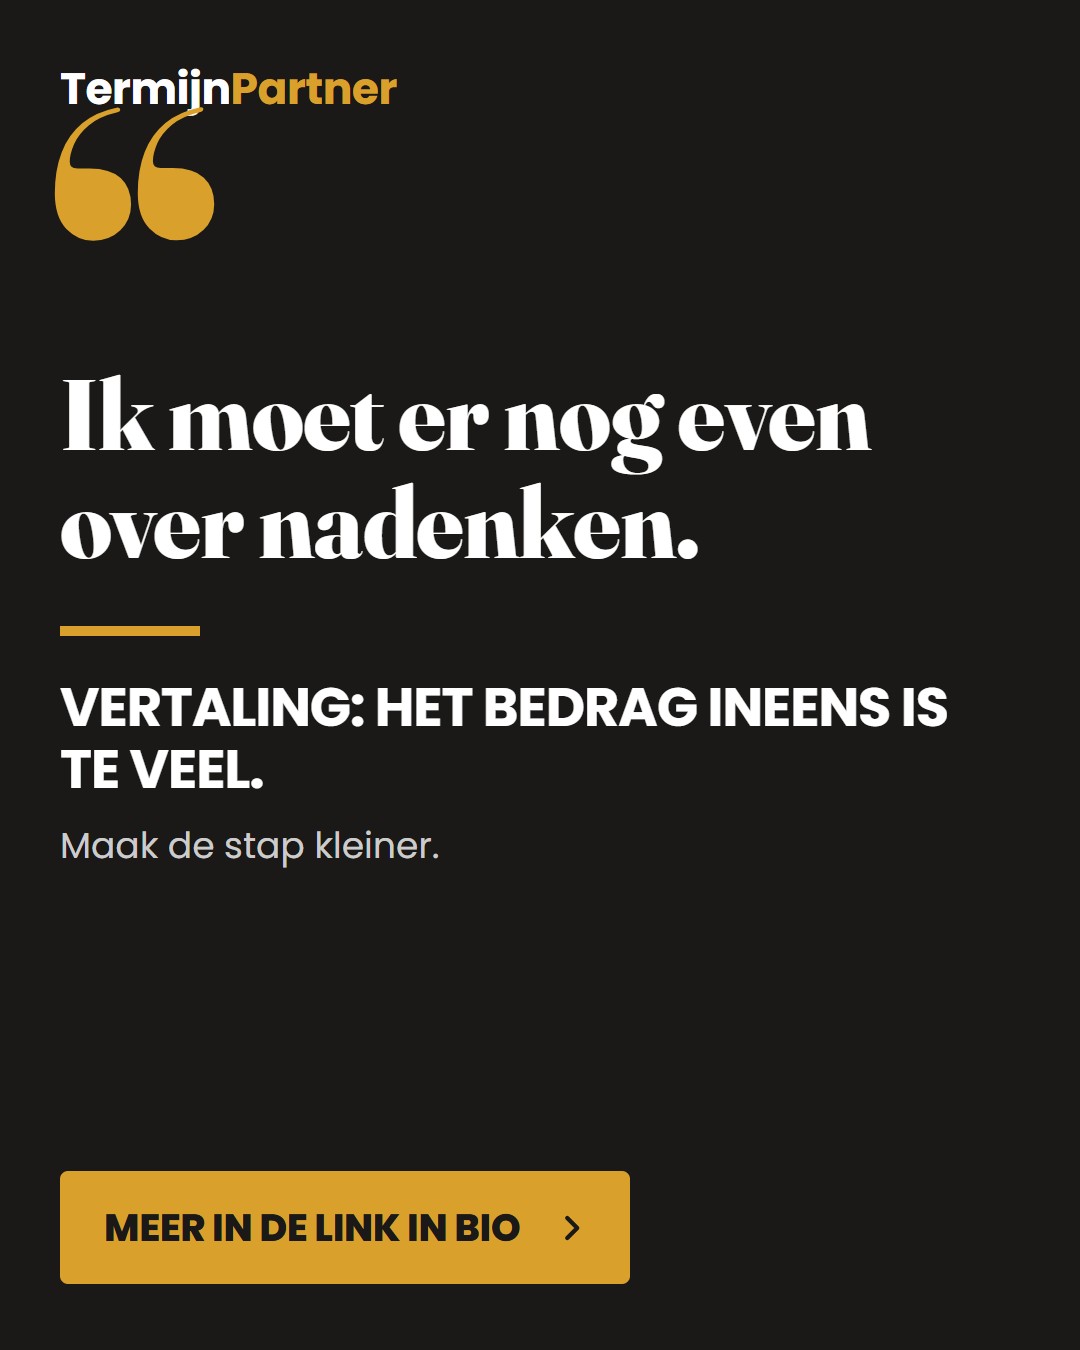 TermijnPartner
“
Ik moet er nog even
over nadenken.
VERTALING: HET BEDRAG INEENS IS
TE VEEL.
Maak de stap kleiner.
MEER IN DE LINK IN BIO >